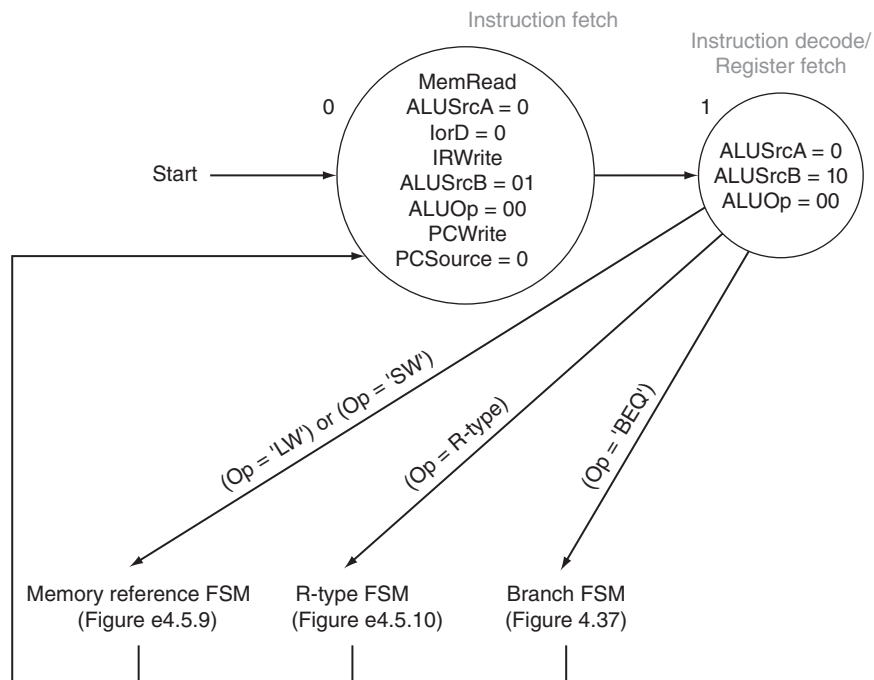 Instruction fetch
Instruction decode/
Register fetch
0
MemRead
ALUSrcA = 0
IorD = 0
IRWrite
ALUSrcB = 01
ALUOp = 00
PCWrite
PCSource = 0
1
ALUSrcA = 0
ALUSrcB = 10
ALUOp = 00
Start
(Op = 'LW') or (Op = 'SW')
(Op = R-type)
(Op = 'BEQ')
Memory reference FSM
(Figure e4.5.9)
R-type FSM
(Figure e4.5.10)
Branch FSM
(Figure 4.37)